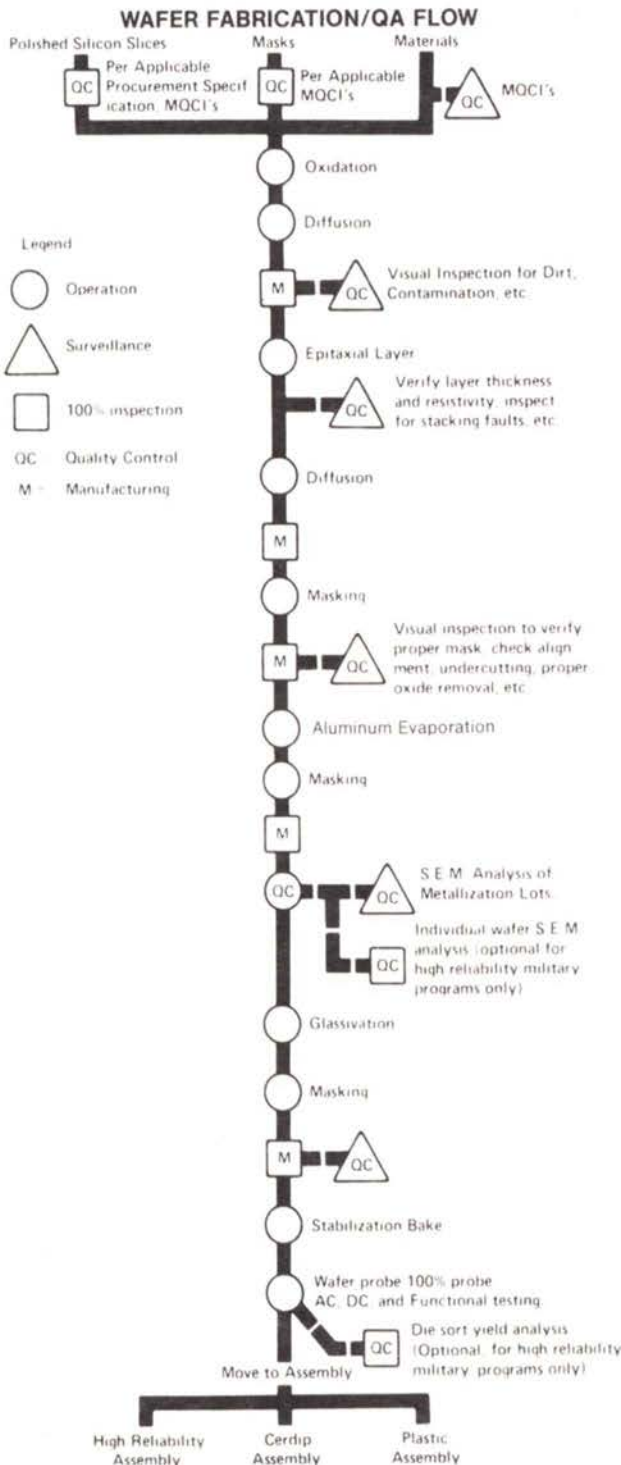 WAFER FABRICATION/QA FLOW
Polished Silicon Slices
Masks
Materials
QC
Per Applicable
Procurement Specif
ication, MQCI's
QC
Per Applicable
MQCI's
QC
MQCI's
Oxidation
Diffusion
Legend
Operation
Surveillance
100% inspection
QC Quality Control
M - Manufacturing
M
QC
Visual Inspection for Dirt,
Contamination, etc.
Epitaxial Layer
QC
Verify layer thickness
and resistivity, inspect
for stacking faults, etc.
Diffusion
M
Masking
M
QC
Visual inspection to verify
proper mask, check align
ment, undercutting, proper
oxide removal, etc.
Aluminum Evaporation
Masking
M
QC
QC
S.E.M. Analysis of
Metallization Lots.
QC
Individual wafer S.E.M.
analysis (optional for
high reliability military
programs only)
Glassivation
Masking
M
QC
Stabilization Bake
Wafer probe 100% probe
AC, DC, and Functional testing
QC
Die sort yield analysis
(Optional, for high reliability
military programs only)
Move to Assembly
High Reliability
Assembly
Cerdip
Assembly
Plastic
Assembly